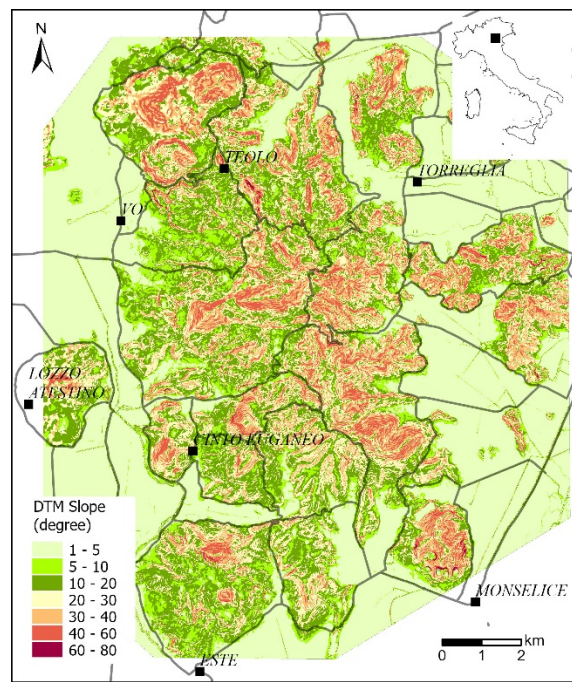 N
TEOLO
TORREGLIA
VO'
LOZZO
ATESTINO
CINTO EUGANEO
DTM Slope
(degree)
1 - 5
5 - 10
10 - 20
20 - 30
30 - 40
40 - 60
60 - 80
MONSELICE
km
0 1 2
ESTE